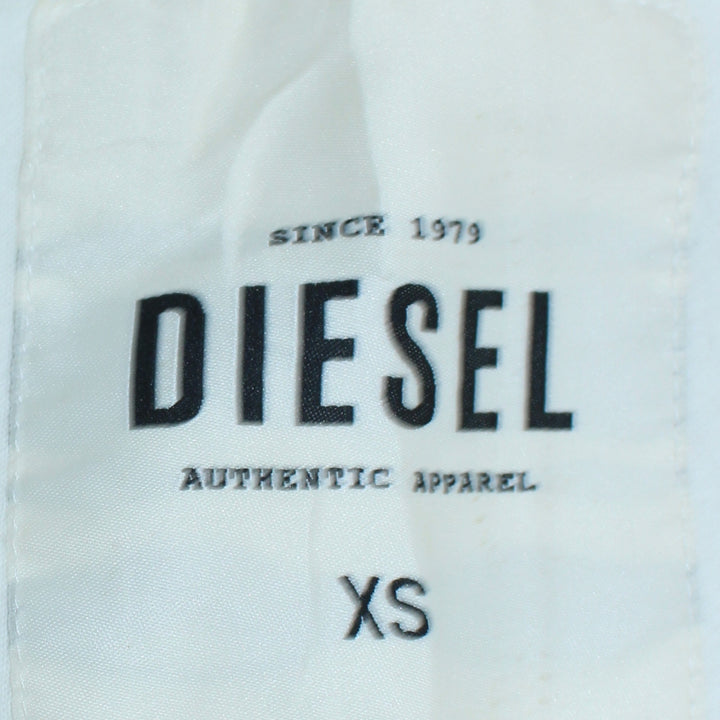 SINCE 1979
DIESEL
AUTHENTIC APPAREL
XS